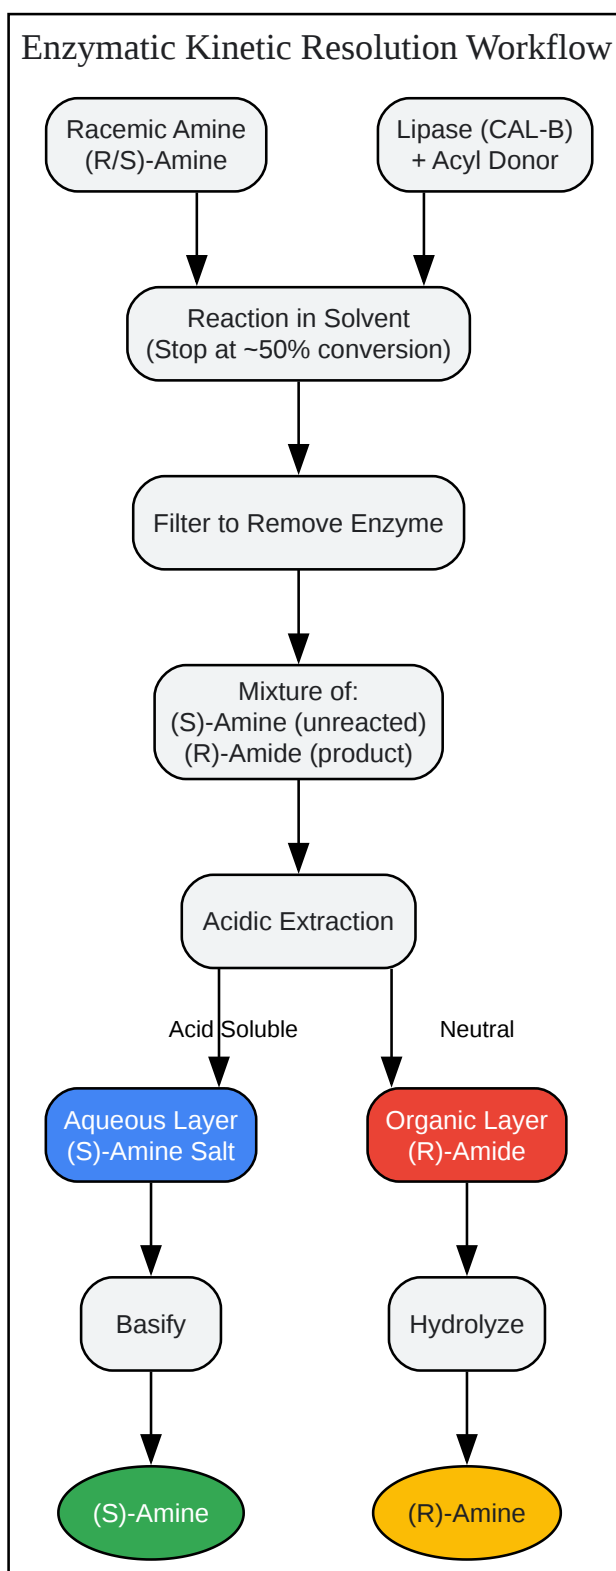 Enzymatic Kinetic Resolution Workflow
Racemic Amine
(R/S)-Amine
Lipase (CAL-B)
+ Acyl Donor
Reaction in Solvent
(Stop at ~50% conversion)
Filter to Remove Enzyme
Mixture of:
(S)-Amine (unreacted)
(R)-Amide (product)
Acidic Extraction
Acid Soluble
Neutral
Aqueous Layer
(S)-Amine Salt
Organic Layer
(R)-Amide
Basify
Hydrolyze
(S)-Amine
(R)-Amine